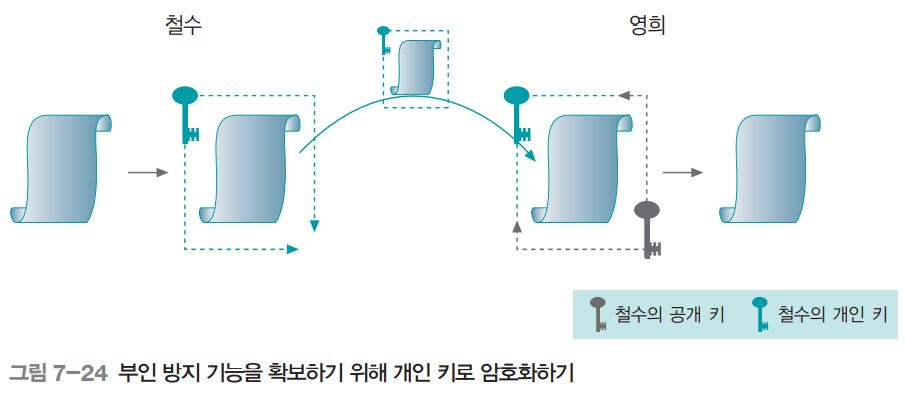 철수
영희
철수의 공개 키
철수의 개인 키
그림 7-24 부인 방지 기능을 확보하기 위해 개인 키로 암호화하기